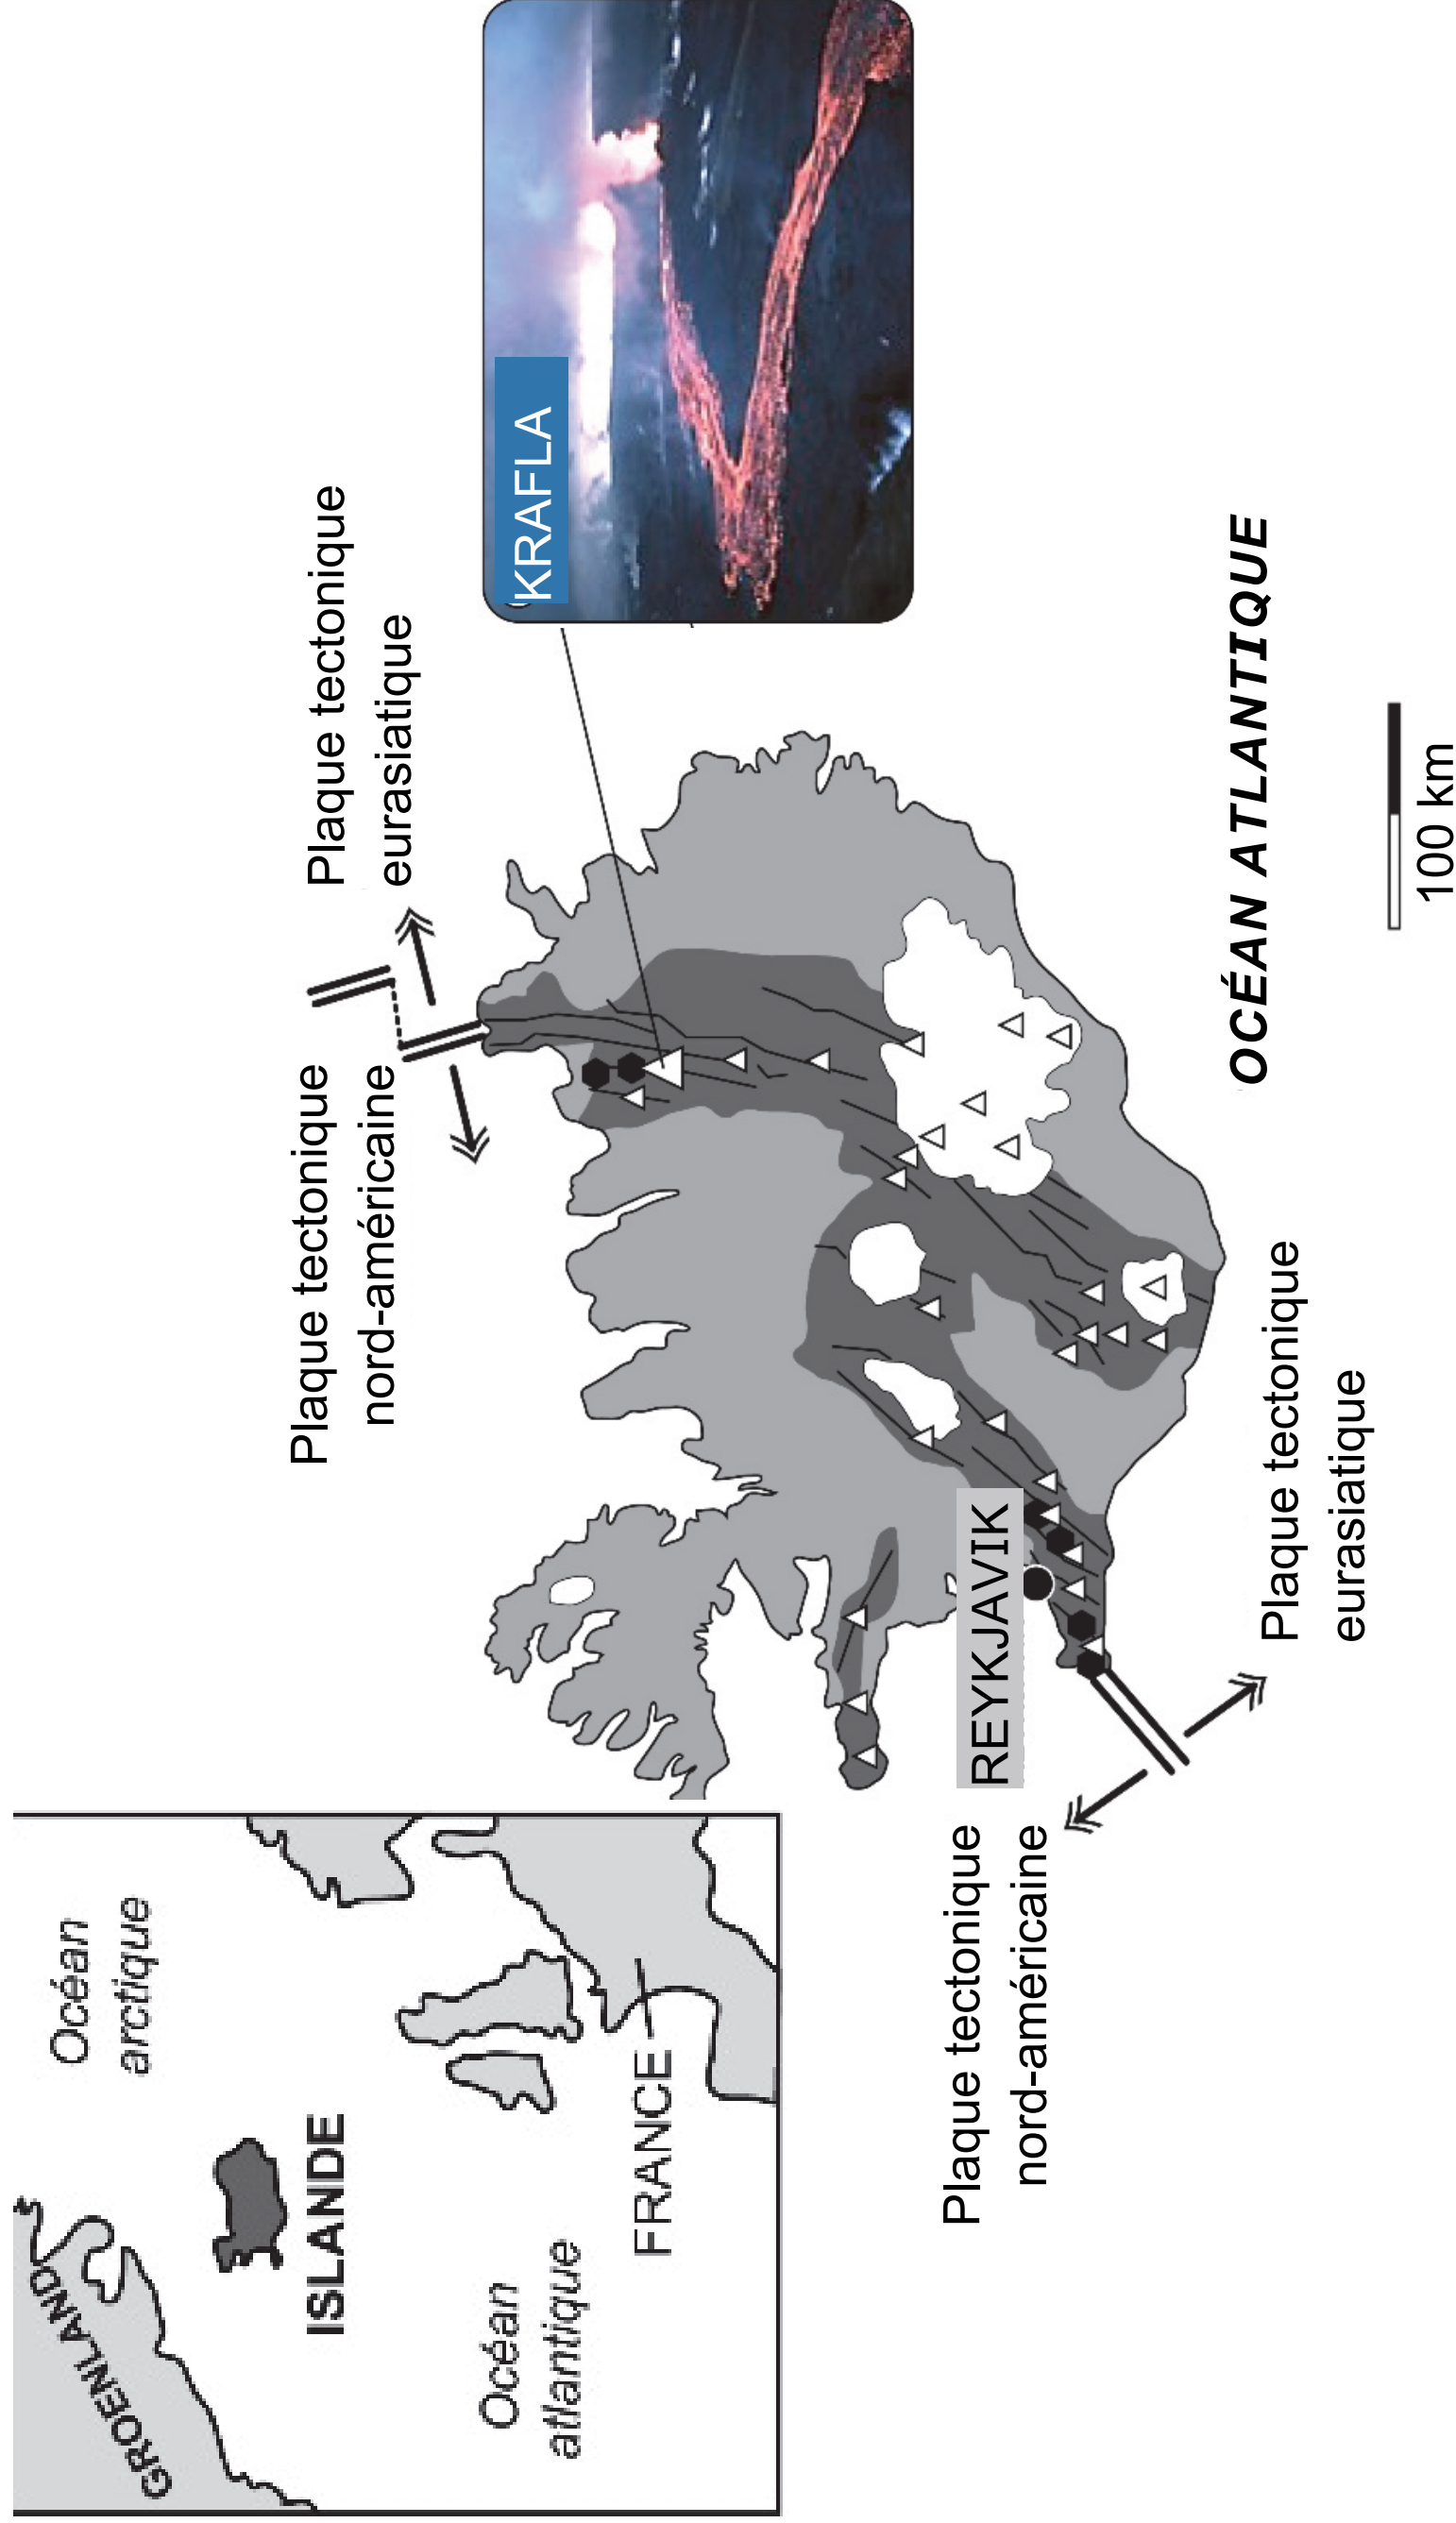 GROENLAND
Océan
arctique
ISLANDE
Océan
atlantique
FRANCE
Plaque tectonique
nord-américaine
Plaque tectonique
eurasiatique
KRAFLA
REYKJAVIK
Plaque tectonique
nord-américaine
Plaque tectonique
eurasiatique
OCÉAN ATLANTIQUE
100 km